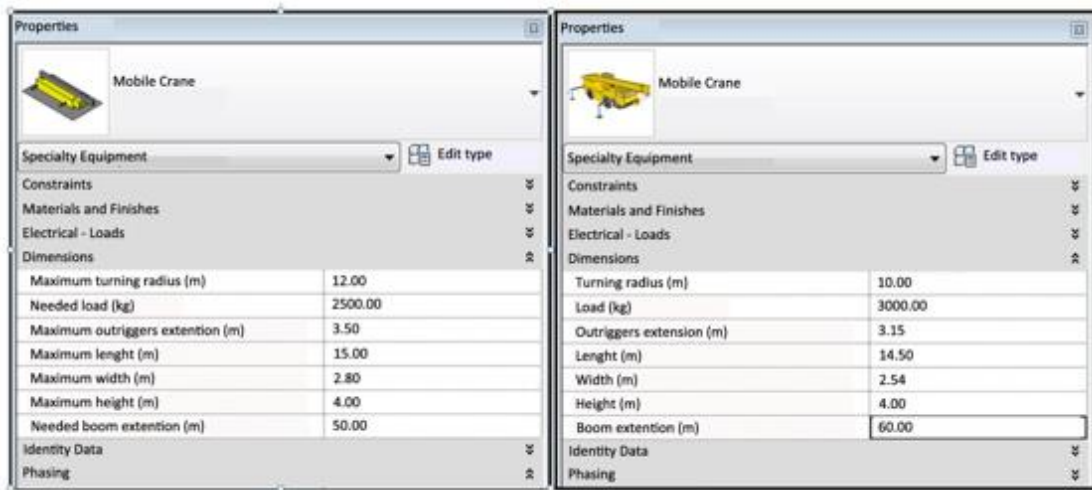 Properties
Mobile Crane
Specialty Equipment Edit type
Constraints
Materials and Finishes
Electrical - Loads
Dimensions
Maximum turning radius (m) 12.00
Needed load (kg) 2500.00
Maximum outriggers extention (m) 3.50
Maximum lenght (m) 15.00
Maximum width (m) 2.80
Maximum height (m) 4.00
Needed boom extention (m) 50.00
Identity Data
Phasing
Properties
Mobile Crane
Specialty Equipment Edit type
Constraints
Materials and Finishes
Electrical - Loads
Dimensions
Turning radius (m) 10.00
Load (kg) 3000.00
Outriggers extension (m) 3.15
Lenght (m) 14.50
Width (m) 2.54
Height (m) 4.00
Boom extention (m) 60.00
Identity Data
Phasing